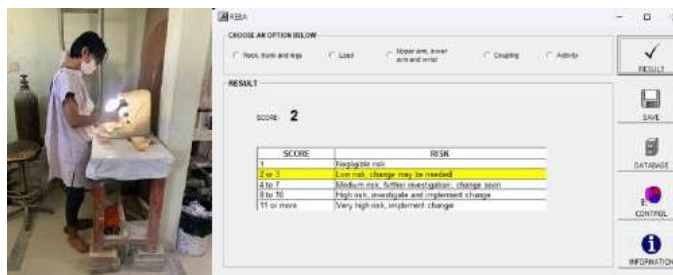 REBA
CHOOSE AN OPTION BELOW
Neck, trunk and legs
Load
Upper arm, lower
arm and wrist
Coupling
Activity
RESULT
RESULT
SCORE: 2
SAVE
SCORE RISK
1 Negligible risk
2 or 3 Low risk, change may be needed
4 to 7 Medium risk, further investigation, change soon
8 to 10 High risk, investigate and implement change
11 or more Very high risk, implement change
DATABASE
CONTROL
INFORMATION